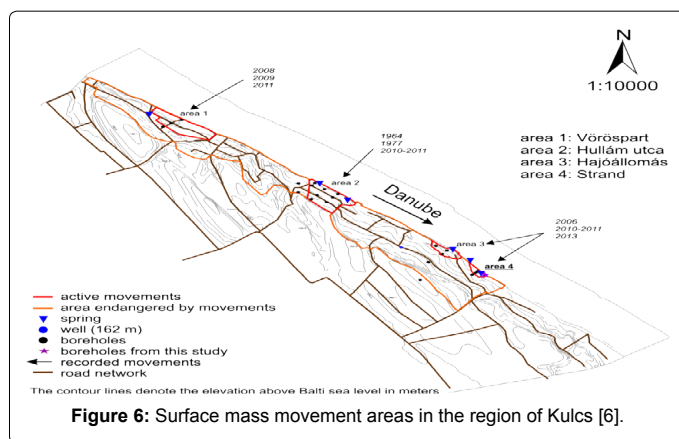 N
1:10000
2008
2009
2011
area 1
1964
1977
2010-2011
area 1: Vöröspart
area 2: Hullám utca
area 3: Hajóállomás
area 4: Strand
area 2
Danube
2006
2010-2011
2013
area 3
area 4
active movements
area endangered by movements
spring
well (162 m)
boreholes
boreholes from this study
recorded movements
road network
The contour lines denote the elevation above Balti sea level in meters
Figure 6: Surface mass movement areas in the region of Kulcs [6].